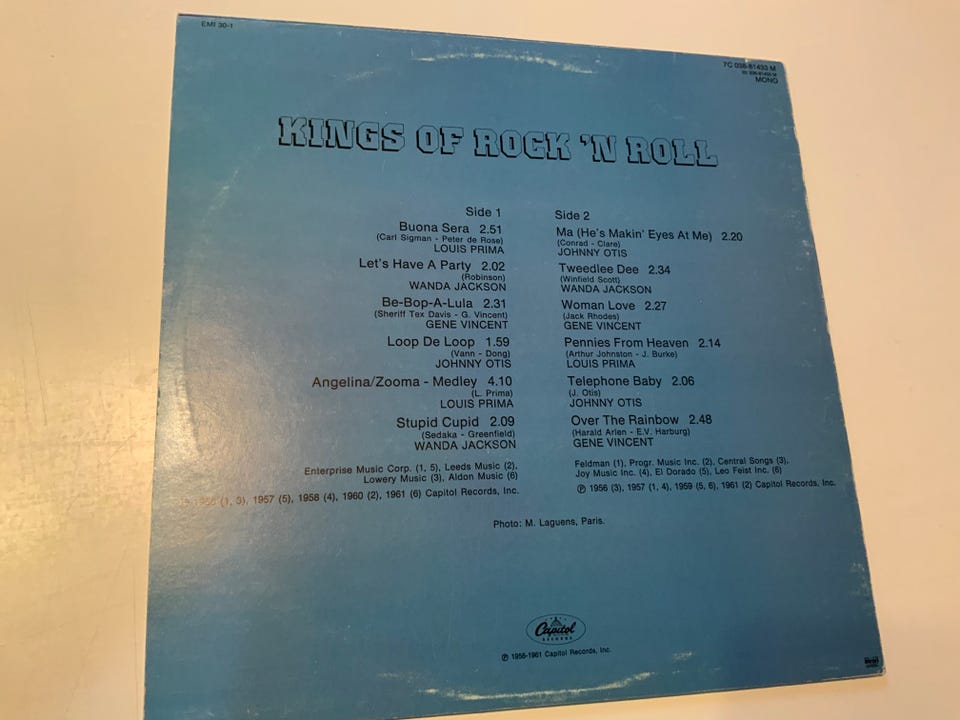 EMI 30-1
7C 038-81433 M
MONO
KINGS OF ROCK 'N ROLL
Side 1
Buona Sera 2.51
(Carl Sigman - Peter de Rose)
LOUIS PRIMA
Let's Have A Party 2.02
(Robinson)
WANDA JACKSON
Be-Bop-A-Lula 2.31
(Sheriff Tex Davis - G. Vincent)
GENE VINCENT
Loop De Loop 1.59
(Vann - Dong)
JOHNNY OTIS
Angelina/Zooma - Medley 4.10
(L. Prima)
LOUIS PRIMA
Stupid Cupid 2.09
(Sedaka - Greenfield)
WANDA JACKSON
Enterprise Music Corp. (1, 5), Leeds Music (2),
Lowery Music (3), Aldon Music (6)
℗ 1956 (1, 3), 1957 (5), 1958 (4), 1960 (2), 1961 (6) Capitol Records, Inc.
Side 2
Ma (He's Makin' Eyes At Me) 2.20
(Conrad - Clare)
JOHNNY OTIS
Tweedlee Dee 2.34
(Winfield Scott)
WANDA JACKSON
Woman Love 2.27
(Jack Rhodes)
GENE VINCENT
Pennies From Heaven 2.14
(Arthur Johnston - J. Burke)
LOUIS PRIMA
Telephone Baby 2.06
(J. Otis)
JOHNNY OTIS
Over The Rainbow 2.48
(Harald Arlen - E.V. Harburg)
GENE VINCENT
Feldman (1), Progr. Music Inc. (2), Central Songs (3),
Joy Music Inc. (4), El Dorado (5), Leo Feist Inc. (6)
℗ 1956 (3), 1957 (1, 4), 1959 (5, 6), 1961 (2) Capitol Records, Inc.
Photo: M. Laguens, Paris.
Capitol
RECORDS
℗ 1956-1961 Capitol Records, Inc.